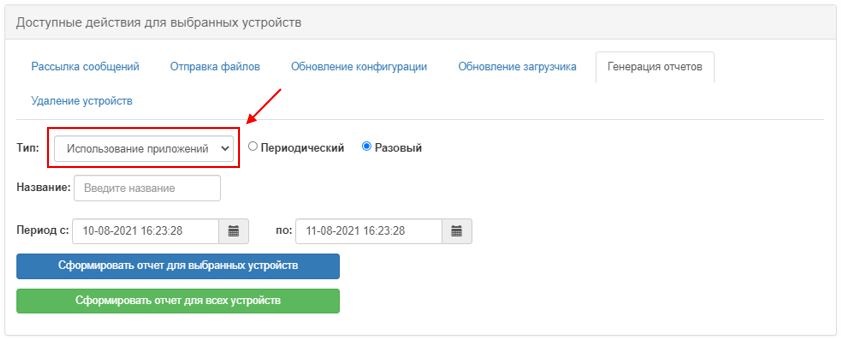 Доступные действия для выбранных устройств
Рассылка сообщений Отправка файлов Обновление конфигурации Обновление загрузчика Генерация отчетов
Удаление устройств
Тип: Использование приложений Периодический Разовый
Название: Введите название
Период с: 10-08-2021 16:23:28 по: 11-08-2021 16:23:28
Сформировать отчет для выбранных устройств
Сформировать отчет для всех устройств